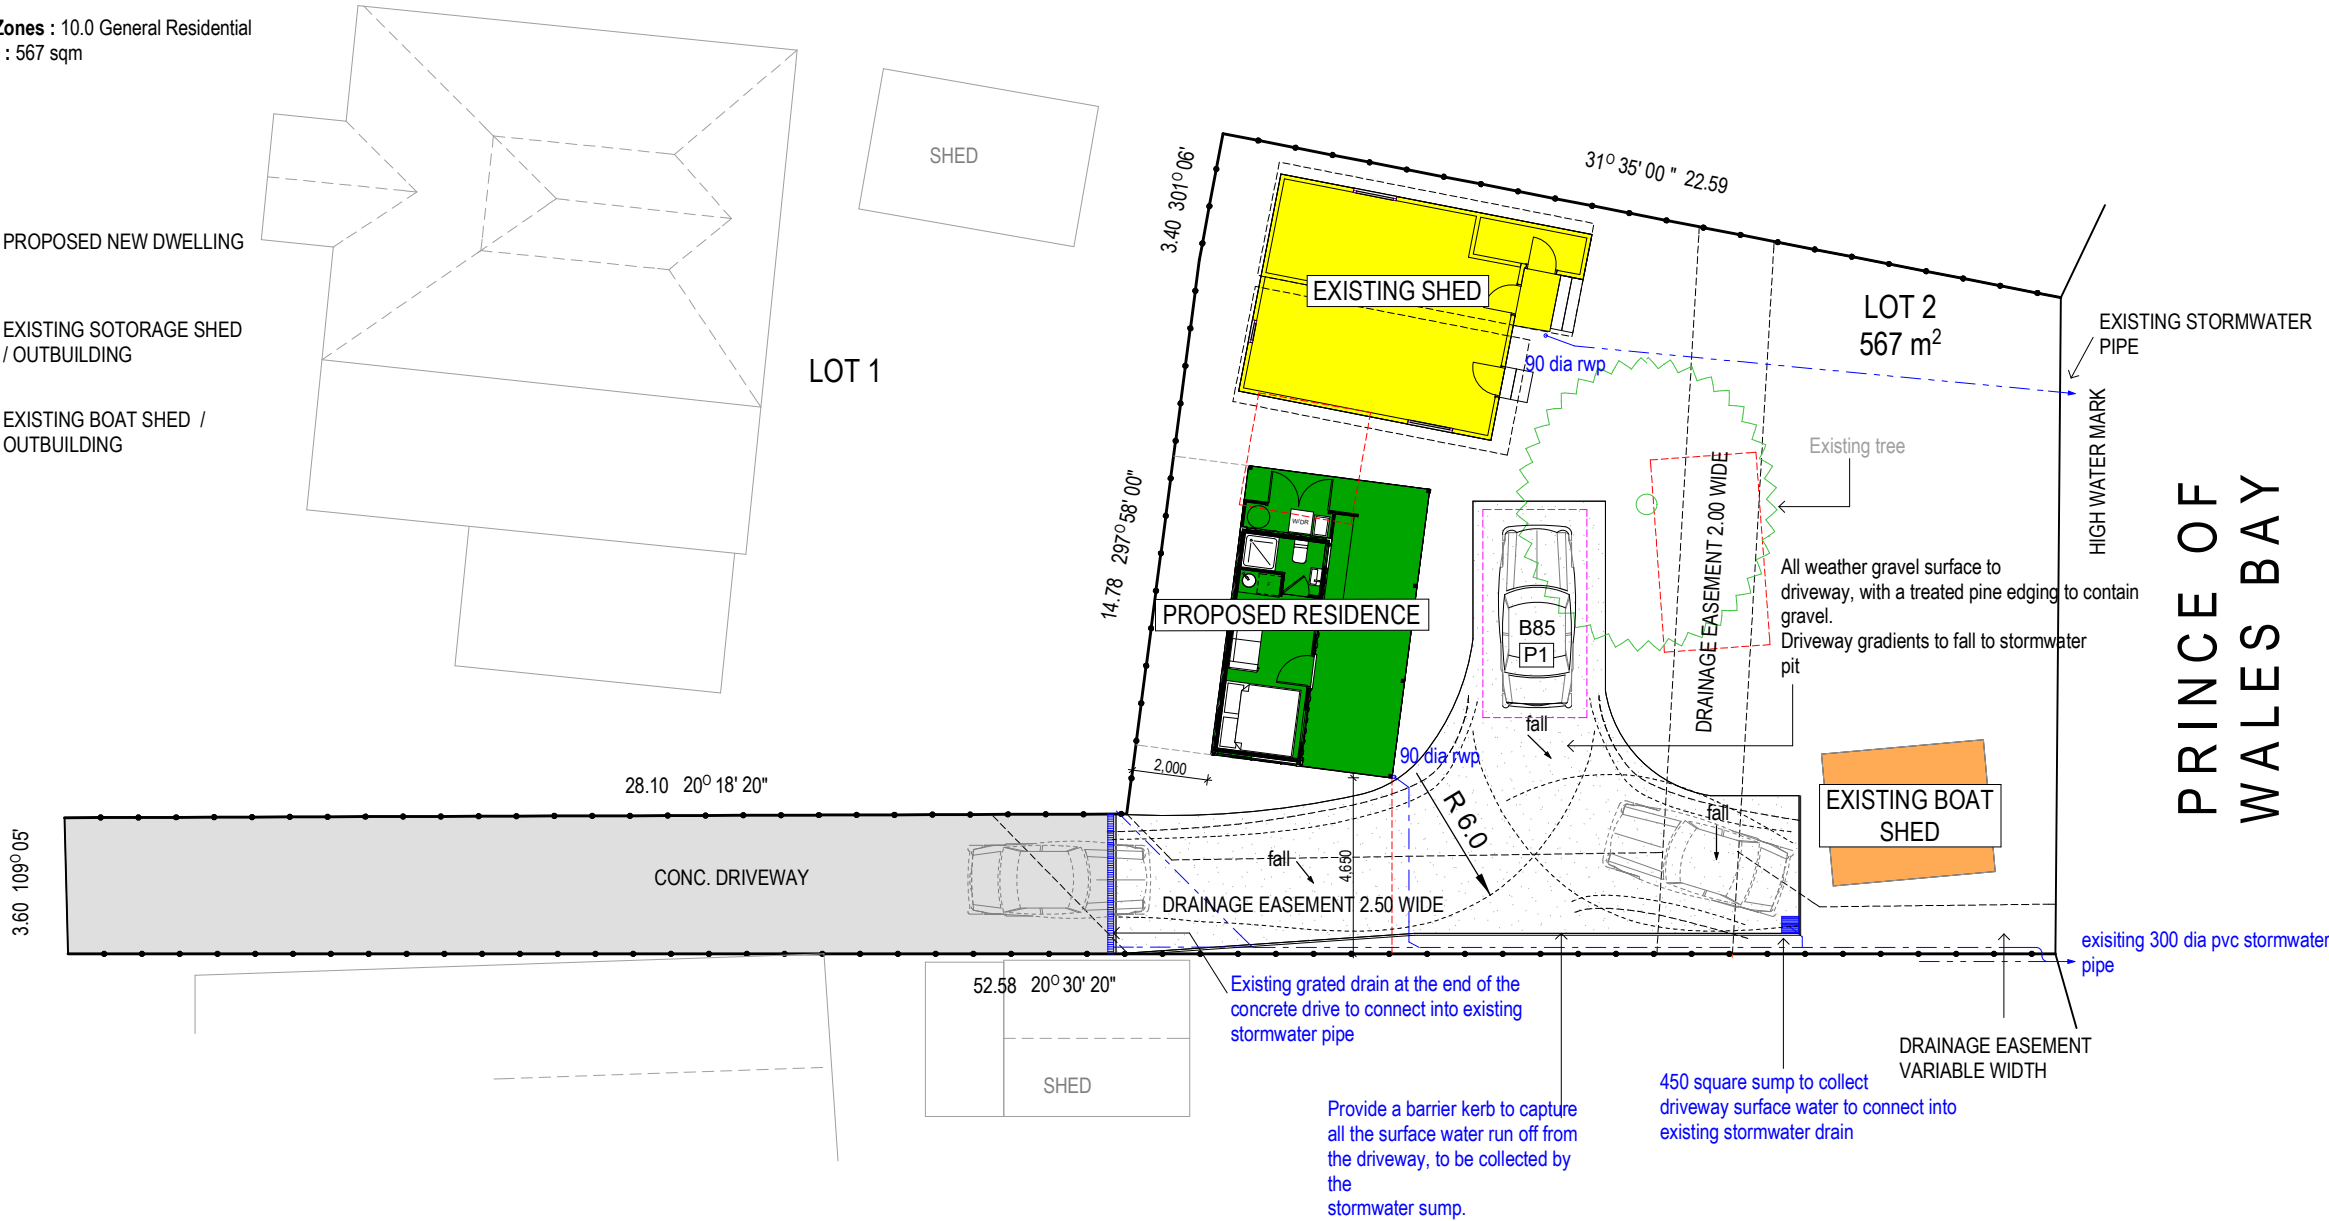 Zones : 10.0 General Residential
: 567 sqm
PROPOSED NEW DWELLING
EXISTING SOTORAGE SHED
/ OUTBUILDING
EXISTING BOAT SHED /
OUTBUILDING
SHED
LOT 1
3.40 301O 06'
31O 35' 00 " 22.59
EXISTING SHED
LOT 2
567 m2
EXISTING STORMWATER
PIPE
90 dia rwp
HIGH WATER MARK
Existing tree
PRINCE OF
WALES BAY
14.78 297O 58' 00"
W/DR
PROPOSED RESIDENCE
B85
P1
DRAINAGE EASEMENT 2.00 WIDE
All weather gravel surface to
driveway, with a treated pine edging to contain
gravel.
Driveway gradients to fall to stormwater
pit
fall
90 dia rwp
2,000
R 6.0
28.10 20O 18' 20"
3.60 109O 05'
CONC. DRIVEWAY
fall
4,650
DRAINAGE EASEMENT 2.50 WIDE
fall
EXISTING BOAT
SHED
exisiting 300 dia pvc stormwater
pipe
52.58 20O 30' 20"
Existing grated drain at the end of the
concrete drive to connect into existing
stormwater pipe
SHED
DRAINAGE EASEMENT
VARIABLE WIDTH
450 square sump to collect
driveway surface water to connect into
existing stormwater drain
Provide a barrier kerb to capture
all the surface water run off from
the driveway, to be collected by
the
stormwater sump.